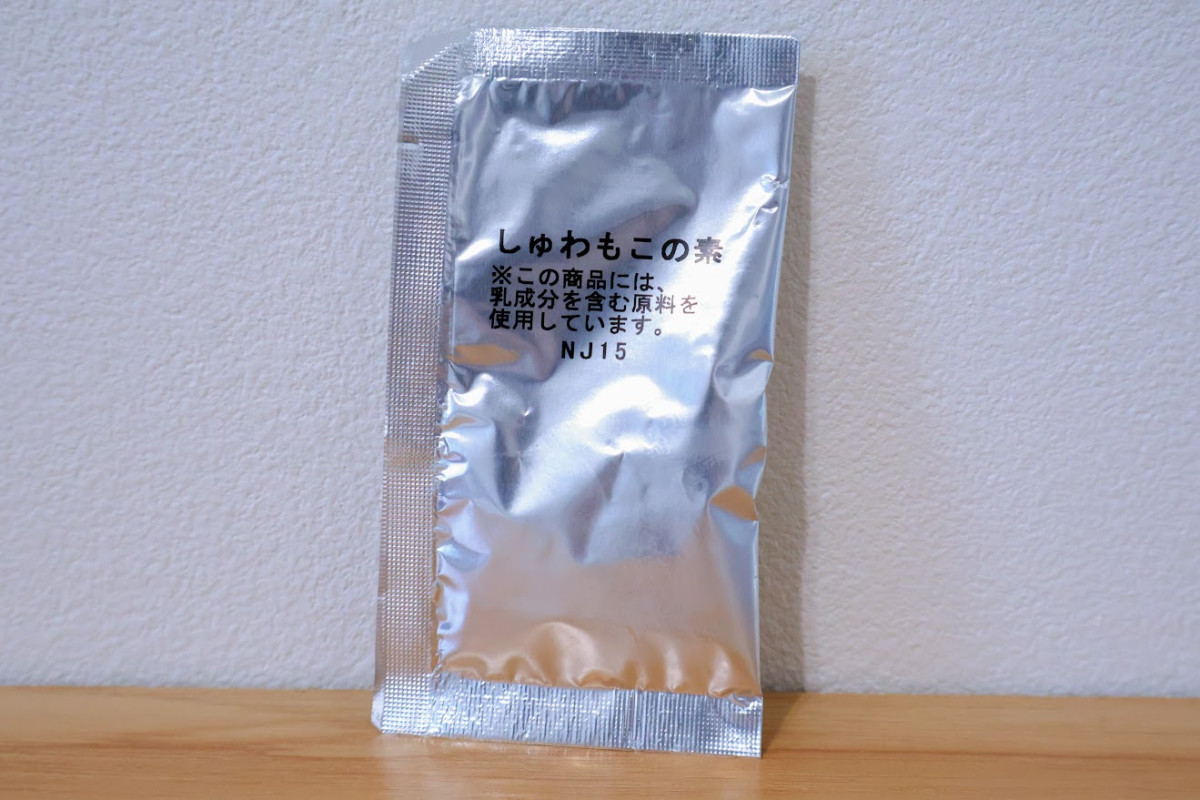 しゅわもこの素
※この商品には、
乳成分を含む原料を
使用しています。
NJ15